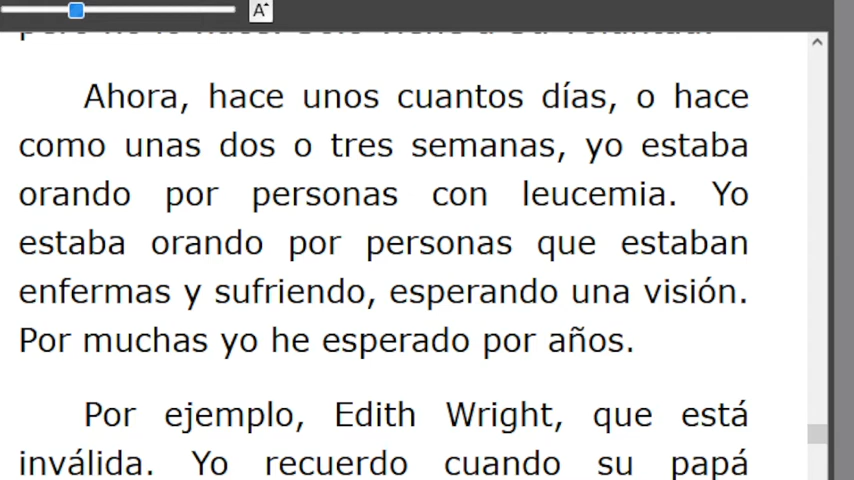 A
Ahora, hace unos cuantos días, o hace
como unas dos o tres semanas, yo estaba
orando por personas con leucemia. Yo
estaba orando por personas que estaban
enfermas y sufriendo, esperando una visión.
Por muchas yo he esperado por años.
Por ejemplo, Edith Wright, que está
inválida. Yo recuerdo cuando su papá